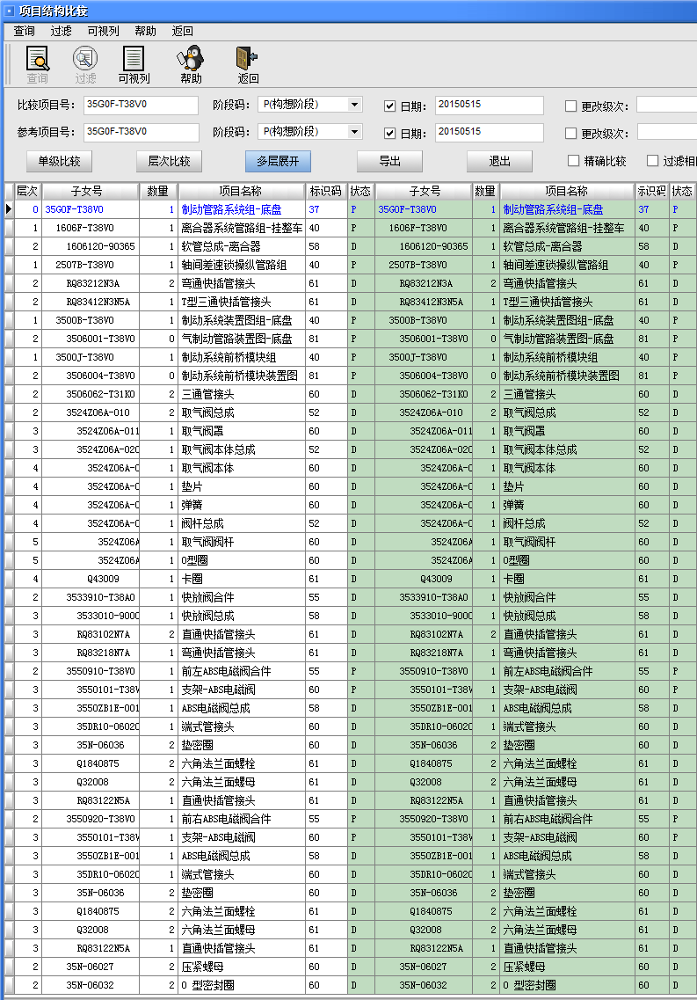 项目结构比较
查询 过滤 可视列 帮助 返回
查询 过滤 可视列 帮助 返回
比较项目号: 35G0F-T38V0 阶段码: P(构想阶段) 日期: 20150515 更改级次:
参考项目号: 35G0F-T38V0 阶段码: P(构想阶段) 日期: 20150515 更改级次:
单级比较 层次比较 多层展开 导出 退出 精确比较 过滤相
层次 子女号 数量 项目名称 标识码 状态 子女号 数量 项目名称 标识码 状态
0 35G0F-T38V0 1 制动管路系统组-底盘 37 P 35G0F-T38V0 1 制动管路系统组-底盘 37 P
1 1606F-T38V0 1 离合器系统管路组-挂整车 40 P 1606F-T38V0 1 离合器系统管路组-挂整车 40 P
2 1606120-90365 1 软管总成-离合器 58 D 1606120-90365 1 软管总成-离合器 58 D
1 2507B-T38V0 1 轴间差速锁操纵管路组 40 P 2507B-T38V0 1 轴间差速锁操纵管路组 40 P
2 RQ83212N3A 2 弯通快插管接头 61 D RQ83212N3A 2 弯通快插管接头 61 D
2 RQ83412N3N5A 1 T型三通快插管接头 61 D RQ83412N3N5A 1 T型三通快插管接头 61 D
1 3500B-T38V0 1 制动系统装置图组-底盘 40 P 3500B-T38V0 1 制动系统装置图组-底盘 40 P
2 3506001-T38V0 0 气制动管路装置图-底盘 81 P 3506001-T38V0 0 气制动管路装置图-底盘 81 P
1 3500J-T38V0 1 制动系统前桥模块组 40 P 3500J-T38V0 1 制动系统前桥模块组 40 P
2 3506004-T38V0 0 制动系统前桥模块装置图 81 P 3506004-T38V0 0 制动系统前桥模块装置图 81 P
2 3506062-T31K0 2 三通管接头 60 D 3506062-T31K0 2 三通管接头 60 D
2 3524Z06A-010 2 取气阀总成 52 D 3524Z06A-010 2 取气阀总成 52 D
3 3524Z06A-011 1 取气阀罩 60 D 3524Z06A-011 1 取气阀罩 60 D
3 3524Z06A-020 1 取气阀本体总成 52 D 3524Z06A-020 1 取气阀本体总成 52 D
4 3524Z06A-0 1 取气阀本体 60 D 3524Z06A-0 1 取气阀本体 60 D
4 3524Z06A-0 1 垫片 60 D 3524Z06A-0 1 垫片 60 D
4 3524Z06A-0 1 弹簧 60 D 3524Z06A-0 1 弹簧 60 D
4 3524Z06A-0 1 阀杆总成 52 D 3524Z06A-0 1 阀杆总成 52 D
5 3524Z06A 1 取气阀阀杆 60 D 3524Z06A 1 取气阀阀杆 60 D
5 3524Z06A 1 O型圈 60 D 3524Z06A 1 O型圈 60 D
4 Q43009 1 卡圈 61 D Q43009 1 卡圈 61 D
2 3533910-T38A0 1 快放阀合件 55 D 3533910-T38A0 1 快放阀合件 55 D
3 3533010-9000 1 快放阀总成 58 D 3533010-9000 1 快放阀总成 58 D
3 RQ83102N7A 2 直通快插管接头 61 D RQ83102N7A 2 直通快插管接头 61 D
3 RQ83218N7A 1 弯通快插管接头 61 D RQ83218N7A 1 弯通快插管接头 61 D
2 3550910-T38V0 1 前左ABS电磁阀合件 55 P 3550910-T38V0 1 前左ABS电磁阀合件 55 P
3 3550101-T38V 1 支架-ABS电磁阀 60 P 3550101-T38V 1 支架-ABS电磁阀 60 P
3 3550ZB1E-001 1 ABS电磁阀总成 58 D 3550ZB1E-001 1 ABS电磁阀总成 58 D
3 35DR10-06020 1 端式管接头 60 D 35DR10-06020 1 端式管接头 60 D
3 35N-06036 2 垫密圈 60 D 35N-06036 2 垫密圈 60 D
3 Q1840875 2 六角法兰面螺栓 61 D Q1840875 2 六角法兰面螺栓 61 D
3 Q32008 2 六角法兰面螺母 61 D Q32008 2 六角法兰面螺母 61 D
3 RQ83122N5A 1 直通快插管接头 61 D RQ83122N5A 1 直通快插管接头 61 D
2 3550920-T38V0 1 前右ABS电磁阀合件 55 P 3550920-T38V0 1 前右ABS电磁阀合件 55 P
3 3550101-T38V 1 支架-ABS电磁阀 60 P 3550101-T38V 1 支架-ABS电磁阀 60 P
3 3550ZB1E-001 1 ABS电磁阀总成 58 D 3550ZB1E-001 1 ABS电磁阀总成 58 D
3 35DR10-06020 1 端式管接头 60 D 35DR10-06020 1 端式管接头 60 D
3 35N-06036 2 垫密圈 60 D 35N-06036 2 垫密圈 60 D
3 Q1840875 2 六角法兰面螺栓 61 D Q1840875 2 六角法兰面螺栓 61 D
3 Q32008 2 六角法兰面螺母 61 D Q32008 2 六角法兰面螺母 61 D
3 RQ83122N5A 1 直通快插管接头 61 D RQ83122N5A 1 直通快插管接头 61 D
2 35N-06027 2 压紧螺母 60 D 35N-06027 2 压紧螺母 60 D
2 35N-06032 2 O 型密封圈 60 D 35N-06032 2 O 型密封圈 60 D